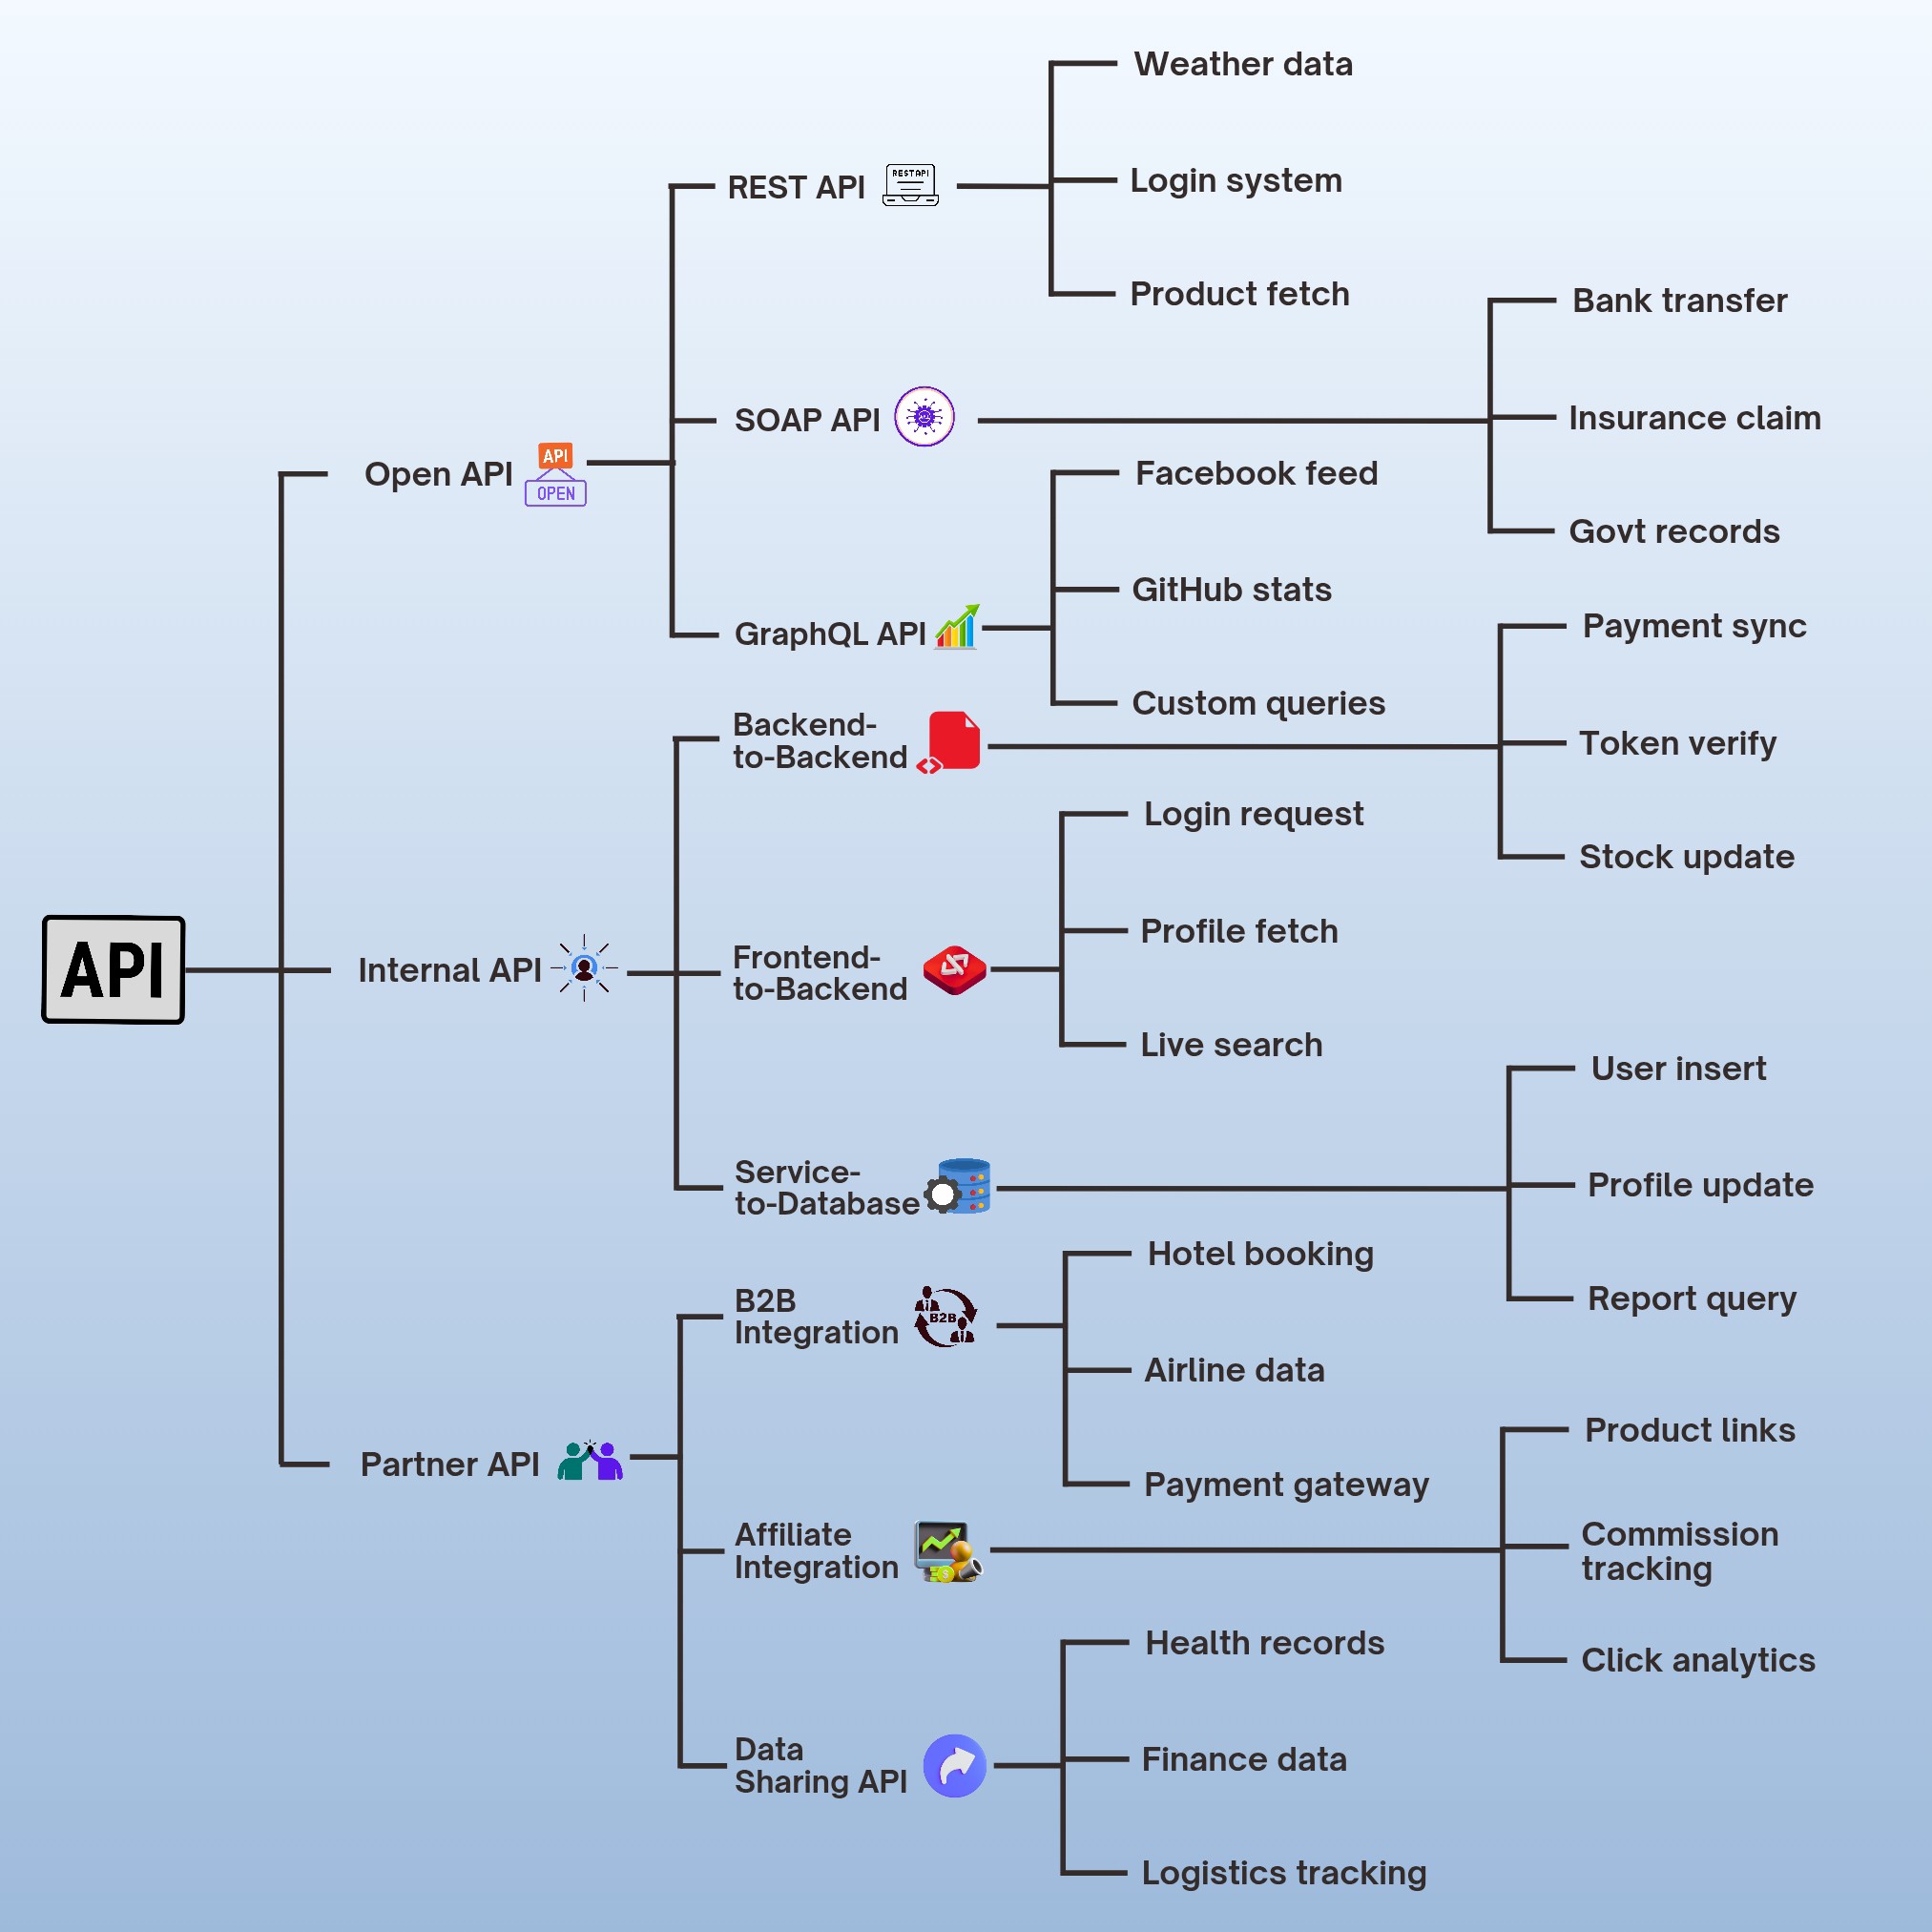 API
Open API
API
OPEN
REST API
REST API
Weather data
Login system
Product fetch
SOAP API
Bank transfer
Insurance claim
Govt records
GraphQL API
Facebook feed
GitHub stats
Custom queries
Internal API
Backend-
to-Backend
Payment sync
Token verify
Stock update
Frontend-
to-Backend
Login request
Profile fetch
Live search
Service-
to-Database
User insert
Profile update
Report query
Partner API
B2B
Integration
B2B
Hotel booking
Airline data
Payment gateway
Affiliate
Integration
Product links
Commission
tracking
Click analytics
Data
Sharing API
Health records
Finance data
Logistics tracking